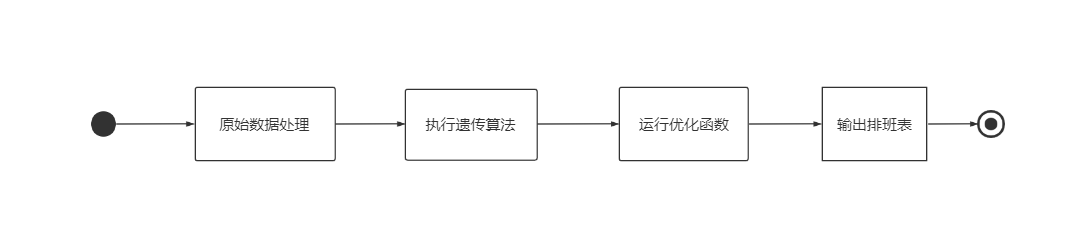 原始数据处理
执行遗传算法
运行优化函数
输出排班表